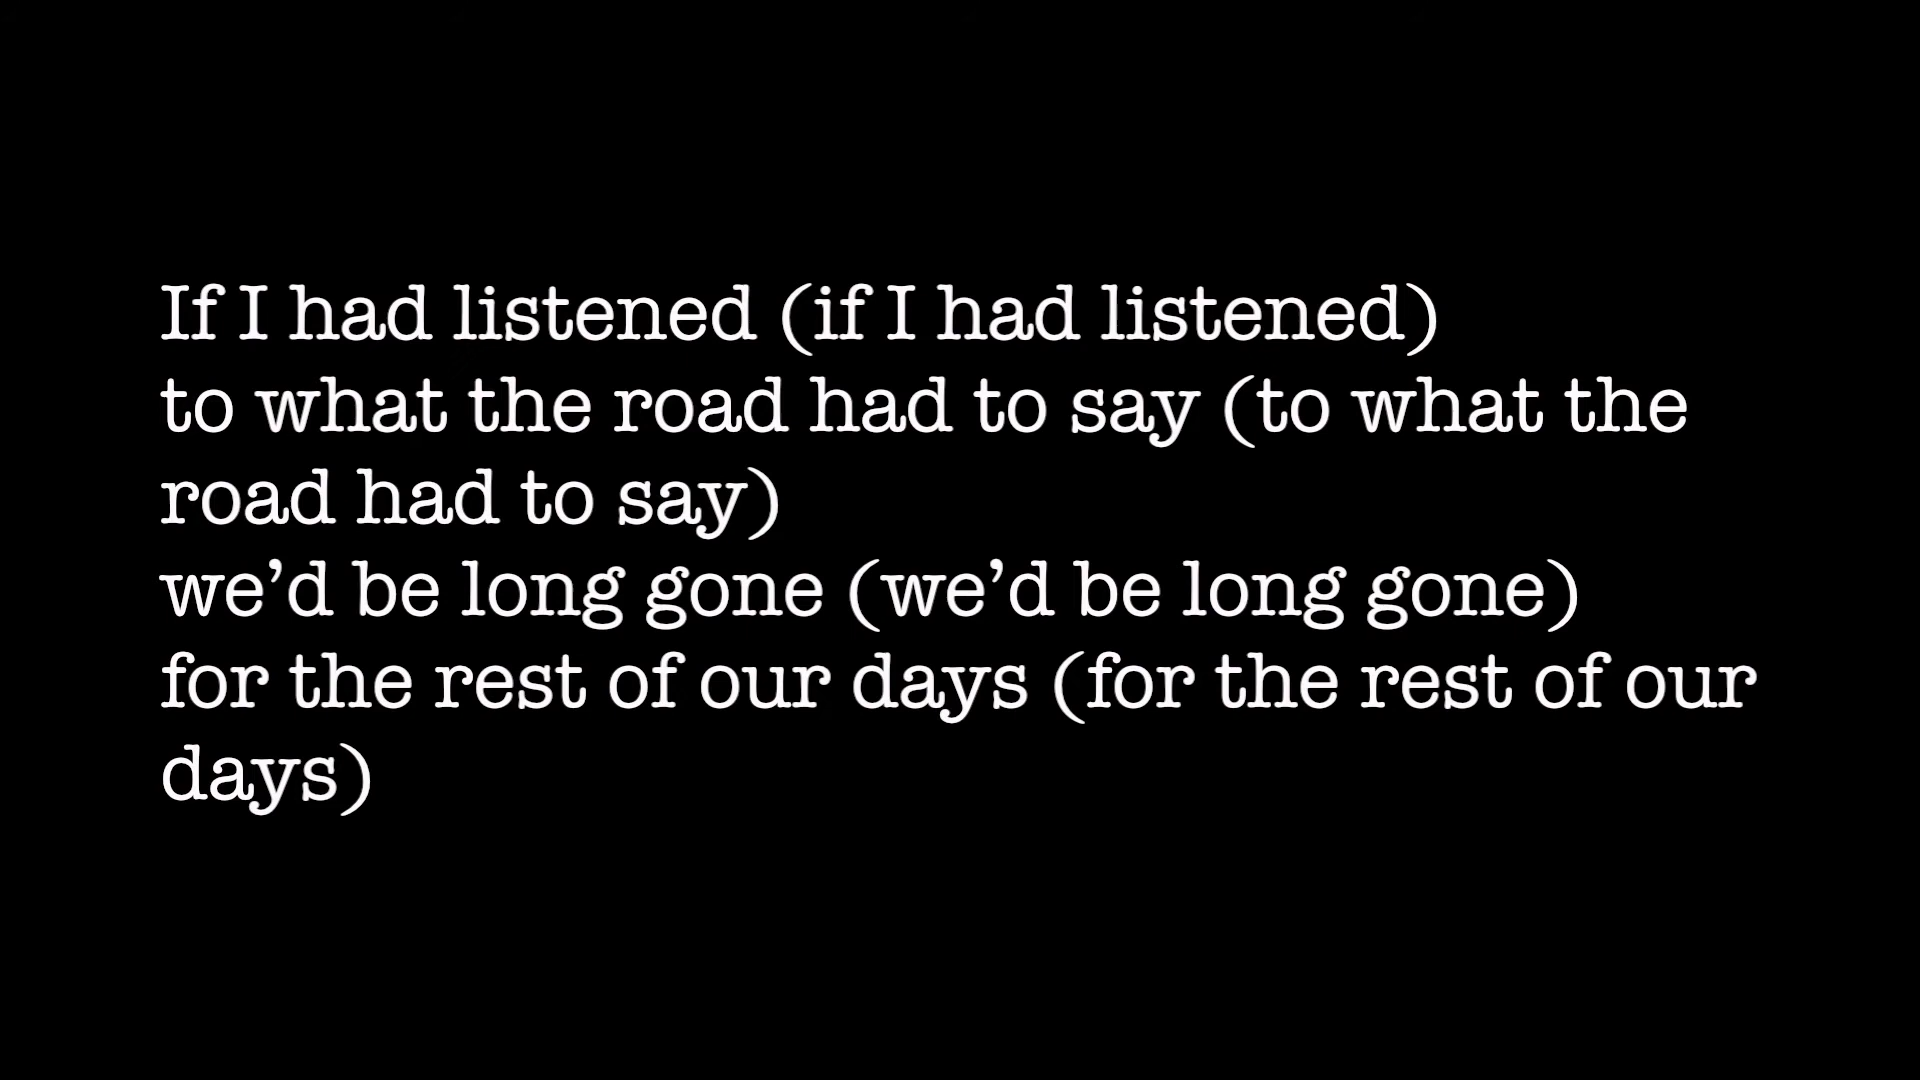 If I had listened (if I had listened)
to what the road had to say (to what the
road had to say)
we’d be long gone (we’d be long gone)
for the rest of our days (for the rest of our
days)